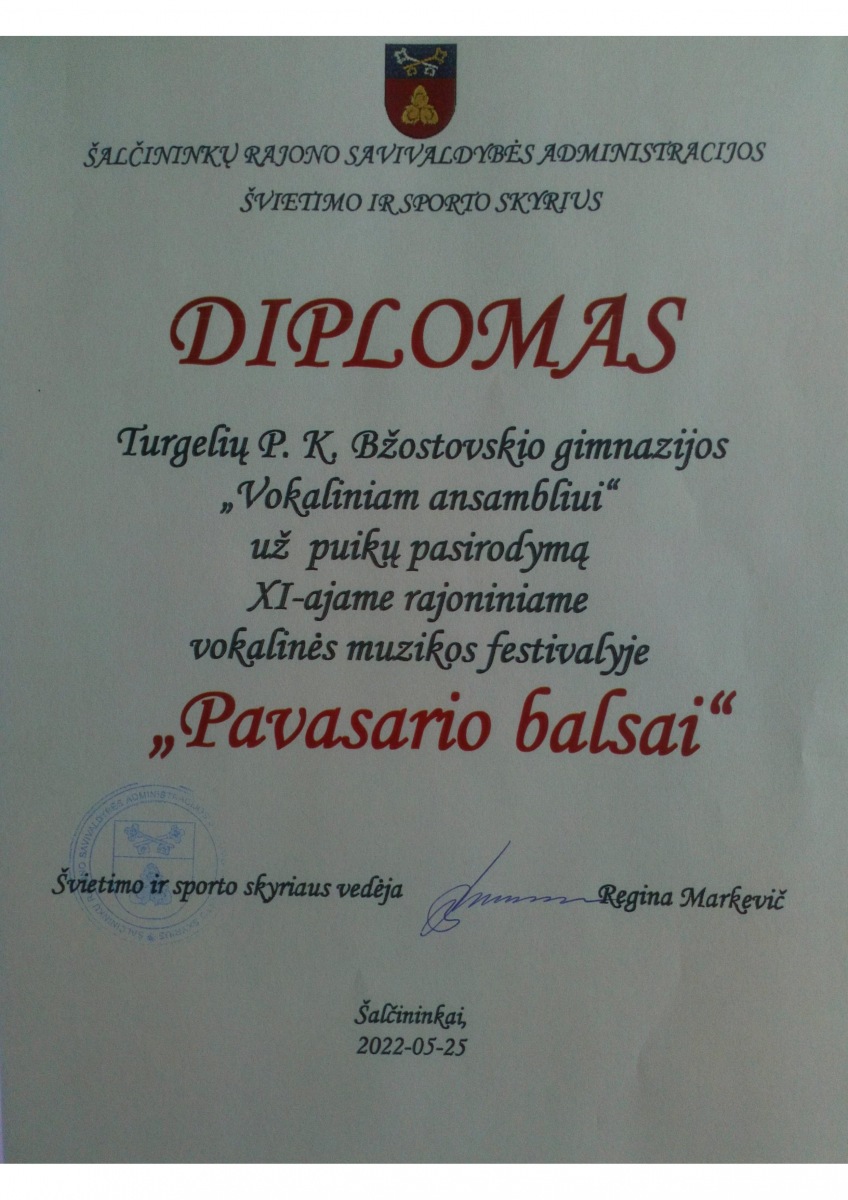 ŠALČININKŲ RAJONO SAVIVALDYBĖS ADMINISTRACIJOS
ŠVIETIMO IR SPORTO SKYRIUS
DIPLOMAS
Turgelių P. K. Bžostovskio gimnazijos
„Vokaliniam ansambliui“
už puikų pasirodymą
XI-ajame rajoniniame
vokalinės muzikos festivalyje
„Pavasario balsai“
Švietimo ir sporto skyriaus vedėja
Regina Markevič
Šalčininkai,
2022-05-25